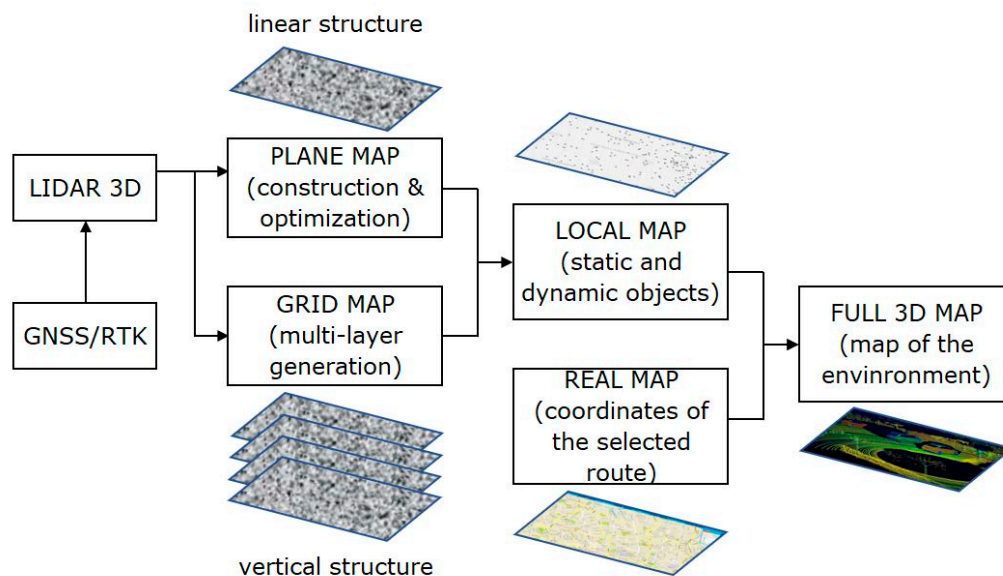 linear structure
LIDAR 3D
GNSS/RTK
PLANE MAP
(construction &
optimization)
GRID MAP
(multi-layer
generation)
vertical structure
LOCAL MAP
(static and
dynamic objects)
REAL MAP
(coordinates of
the selected
route)
FULL 3D MAP
(map of the
envinronment)